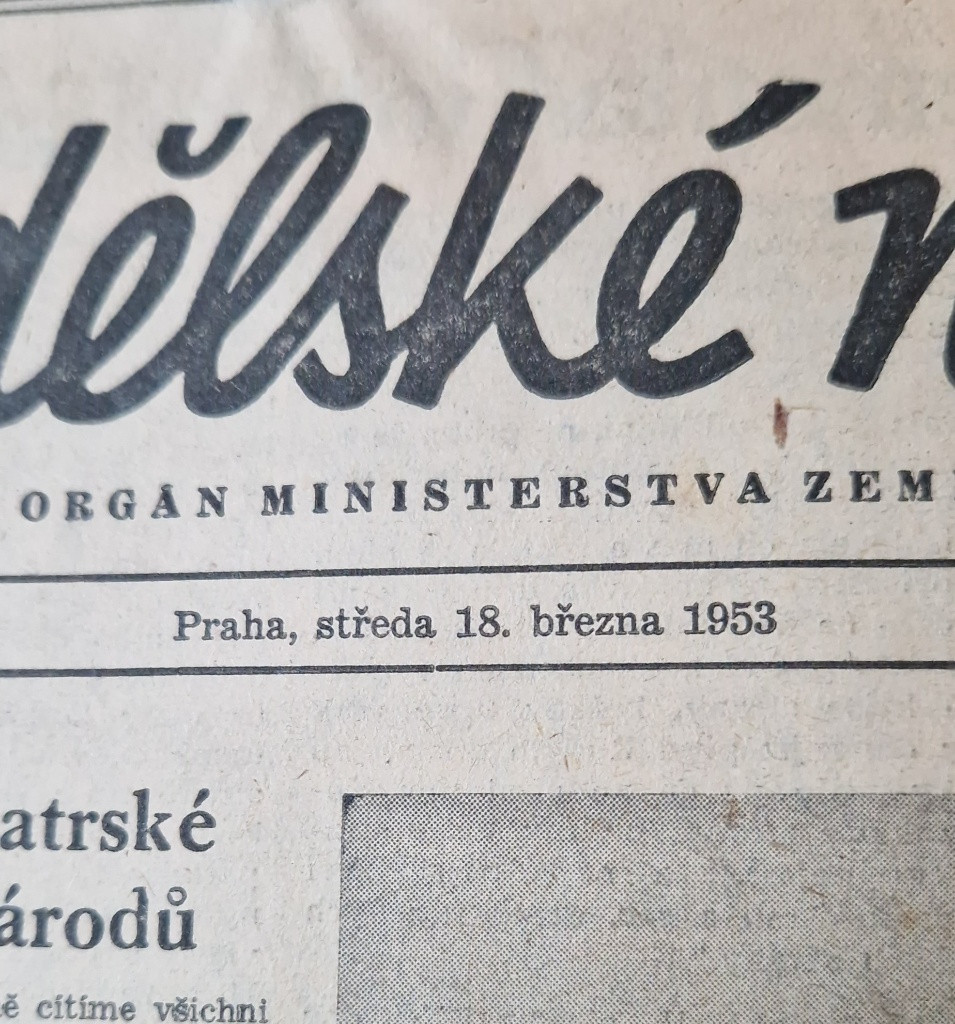 dělské n
ORGÁN MINISTERSTVA ZEM
Praha, středa 18. března 1953
atrské
árodů
ě cítíme všichni